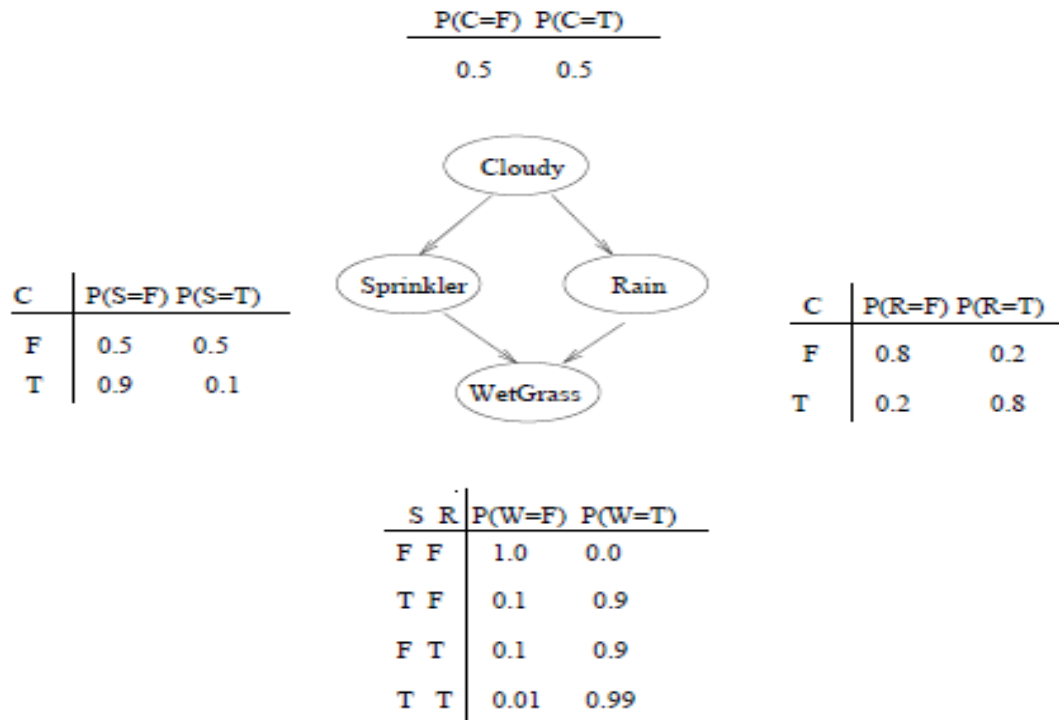 P(C=F) P(C=T)
0.5 0.5
Cloudy
Sprinkler
Rain
WetGrass
C P(S=F) P(S=T)
F 0.5 0.5
T 0.9 0.1
C P(R=F) P(R=T)
F 0.8 0.2
T 0.2 0.8
S R P(W=F) P(W=T)
F F 1.0 0.0
T F 0.1 0.9
F T 0.1 0.9
T T 0.01 0.99